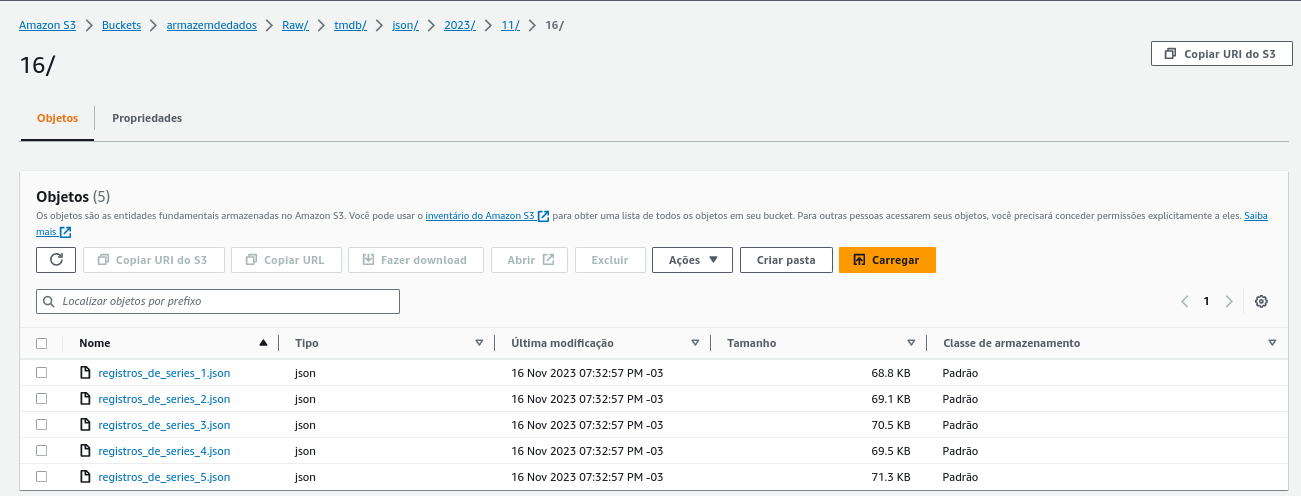 Amazon S3 Buckets armazemdedados Raw/ tmdb/ json/ 2023/ 11/ 16/
16/
Copiar URI do S3
Objetos Propriedades
Objetos (5)
Os objetos são as entidades fundamentais armazenadas no Amazon S3. Você pode usar o inventário do Amazon S3 para obter uma lista de todos os objetos em seu bucket. Para outras pessoas acessarem seus objetos, você precisará conceder permissões explicitamente a eles. Saiba
mais
Copiar URI do S3 Copiar URL Fazer download Abrir Excluir Ações Criar pasta Carregar
Localizar objetos por prefixo 1
Nome Tipo Última modificação Tamanho Classe de armazenamento
registros_de_series_1.json json 16 Nov 2023 07:32:57 PM -03 68.8 KB Padrão
registros_de_series_2.json json 16 Nov 2023 07:32:57 PM -03 69.1 KB Padrão
registros_de_series_3.json json 16 Nov 2023 07:32:57 PM -03 70.5 KB Padrão
registros_de_series_4.json json 16 Nov 2023 07:32:57 PM -03 69.5 KB Padrão
registros_de_series_5.json json 16 Nov 2023 07:32:57 PM -03 71.3 KB Padrão